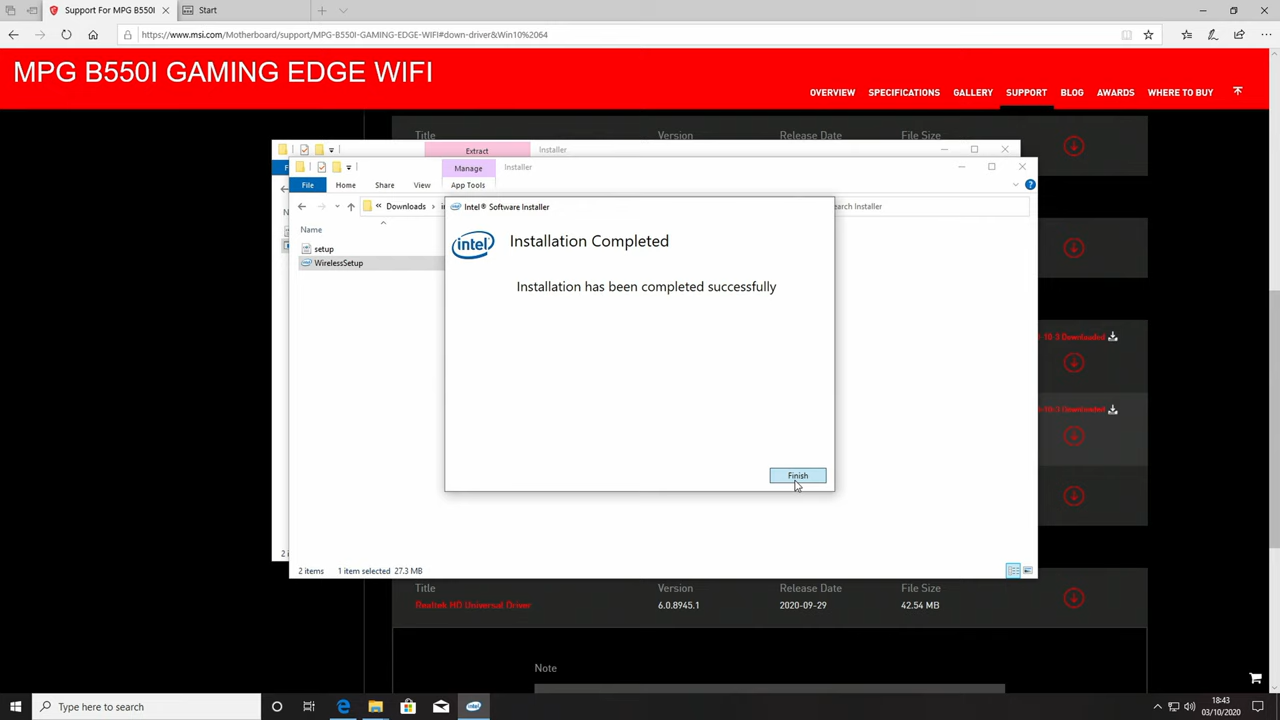 Support For MPG B550I
Start
https://www.msi.com/Motherboard/support/MPG-B550I-GAMING-EDGE-WIFI#down-driver&Win10%2064
MPG B550I GAMING EDGE WIFI
OVERVIEW SPECIFICATIONS GALLERY SUPPORT BLOG AWARDS WHERE TO BUY
Title Version Release Date File Size
Extract Installer
Manage Installer
File Home Share View App Tools
Downloads
Search Installer
Name
setup
WirelessSetup
Intel® Software Installer
intel
Installation Completed
Installation has been completed successfully
Finish
Downloaded
Downloaded
2 items 1 item selected 27.3 MB
Title Version Release Date File Size
Realtek HD Universal Driver 6.0.8945.1 2020-09-29 42.54 MB
Note
Type here to search
18:43
03/10/2020